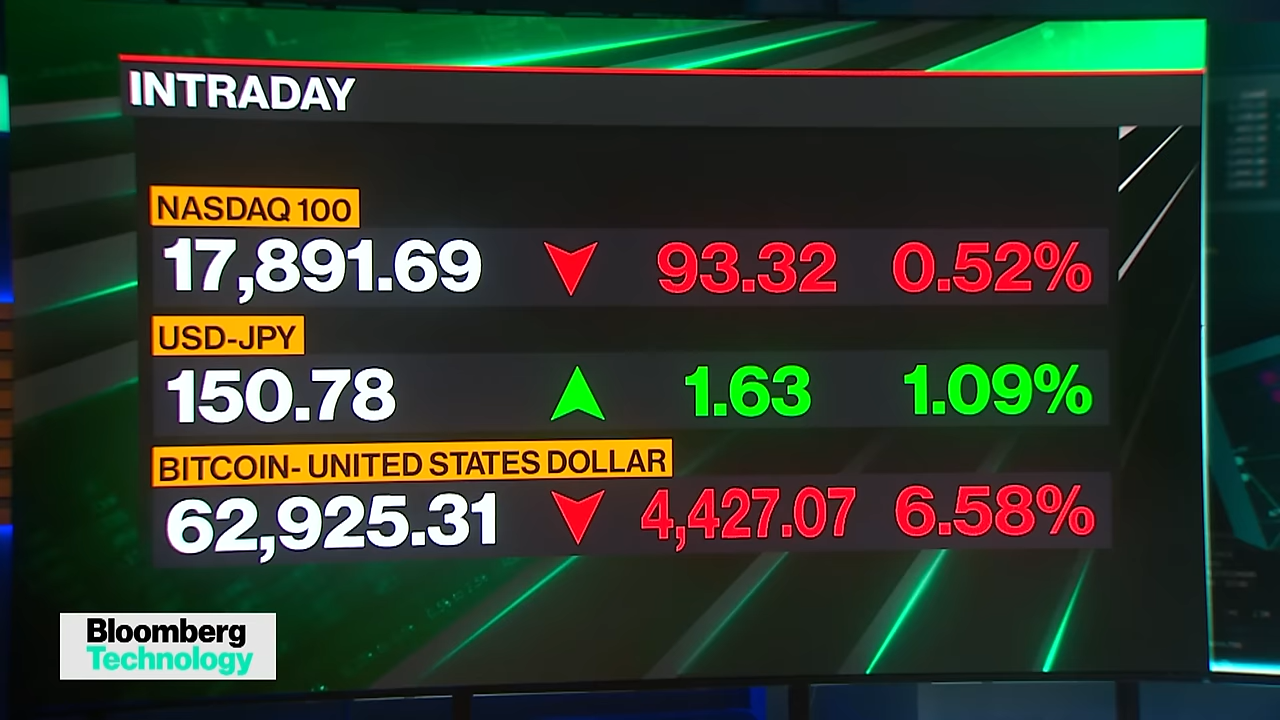 INTRADAY
NASDAQ 100
17,891.69 ▼ 93.32 0.52%
USD-JPY
150.78 ▲ 1.63 1.09%
BITCOIN- UNITED STATES DOLLAR
62,925.31 ▼ 4,427.07 6.58%
Bloomberg
Technology